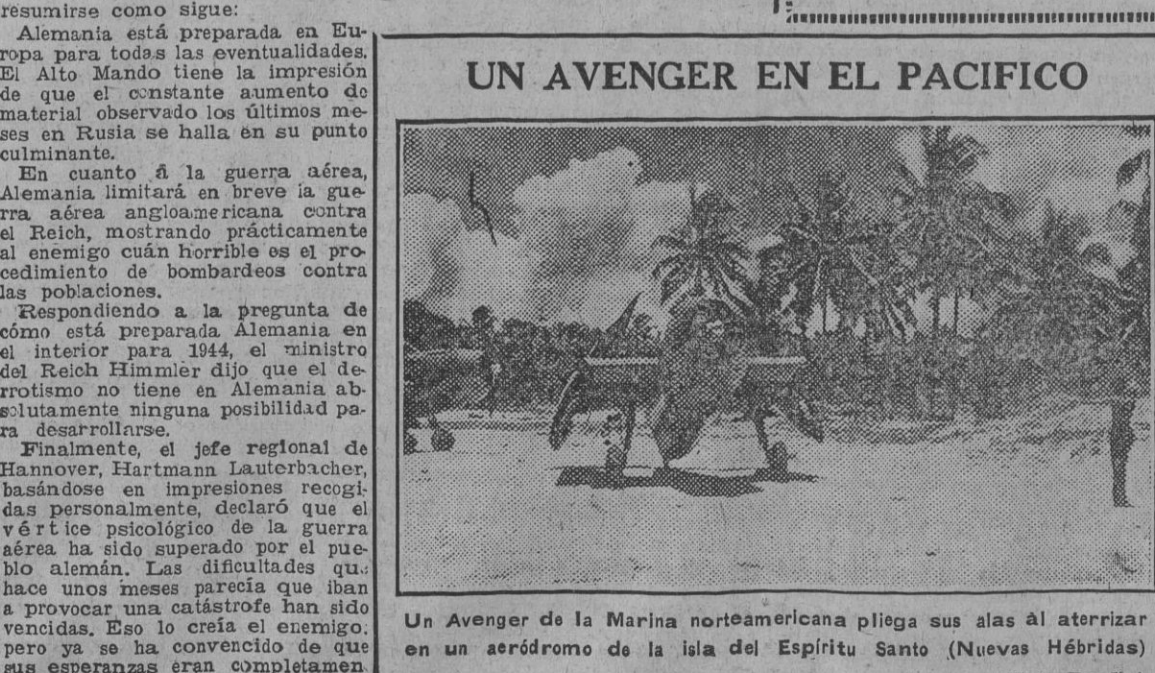 resumirse como sigue:
Alemania está preparada en Eu-
ropa para todas las eventualidades.
El Alto Mando tiene la impresión
de que el constante aumento de
material observado los últimos me-
ses en Rusia se halla en su punto
culminante.
En cuanto á la guerra aérea,
Alemania limitará en breve la gue-
rra aérea angloamericana contra
el Reich, mostrando prácticamente
al enemigo cuán horrible es el pro-
cedimiento de bombardeos contra
las poblaciones.
Respondiendo a la pregunta de
cómo está preparada Alemania en
el interior para 1944, el ministro
del Reich Himmler dijo que el de-
rrotismo no tiene en Alemania ab-
solutamente ninguna posibilidad pa-
ra desarrollarse.
Finalmente, el jefe regional de
Hannover, Hartmann Lauterbacher,
basándose en impresiones recogi-
das personalmente, declaró que el
vértice psicológico de la guerra
aérea ha sido superado por el pue-
blo alemán. Las dificultades que
hace unos meses parecía que iban
a provocar una catástrofe han sido
vencidas. Eso lo creía el enemigo;
pero ya se ha convencido de que
sus esperanzas eran completamen-
UN AVENGER EN EL PACIFICO
Un Avenger de la Marina norteamericana pliega sus alas al aterrizar
en un aeródromo de la isla del Espíritu Santo (Nuevas Hébridas)